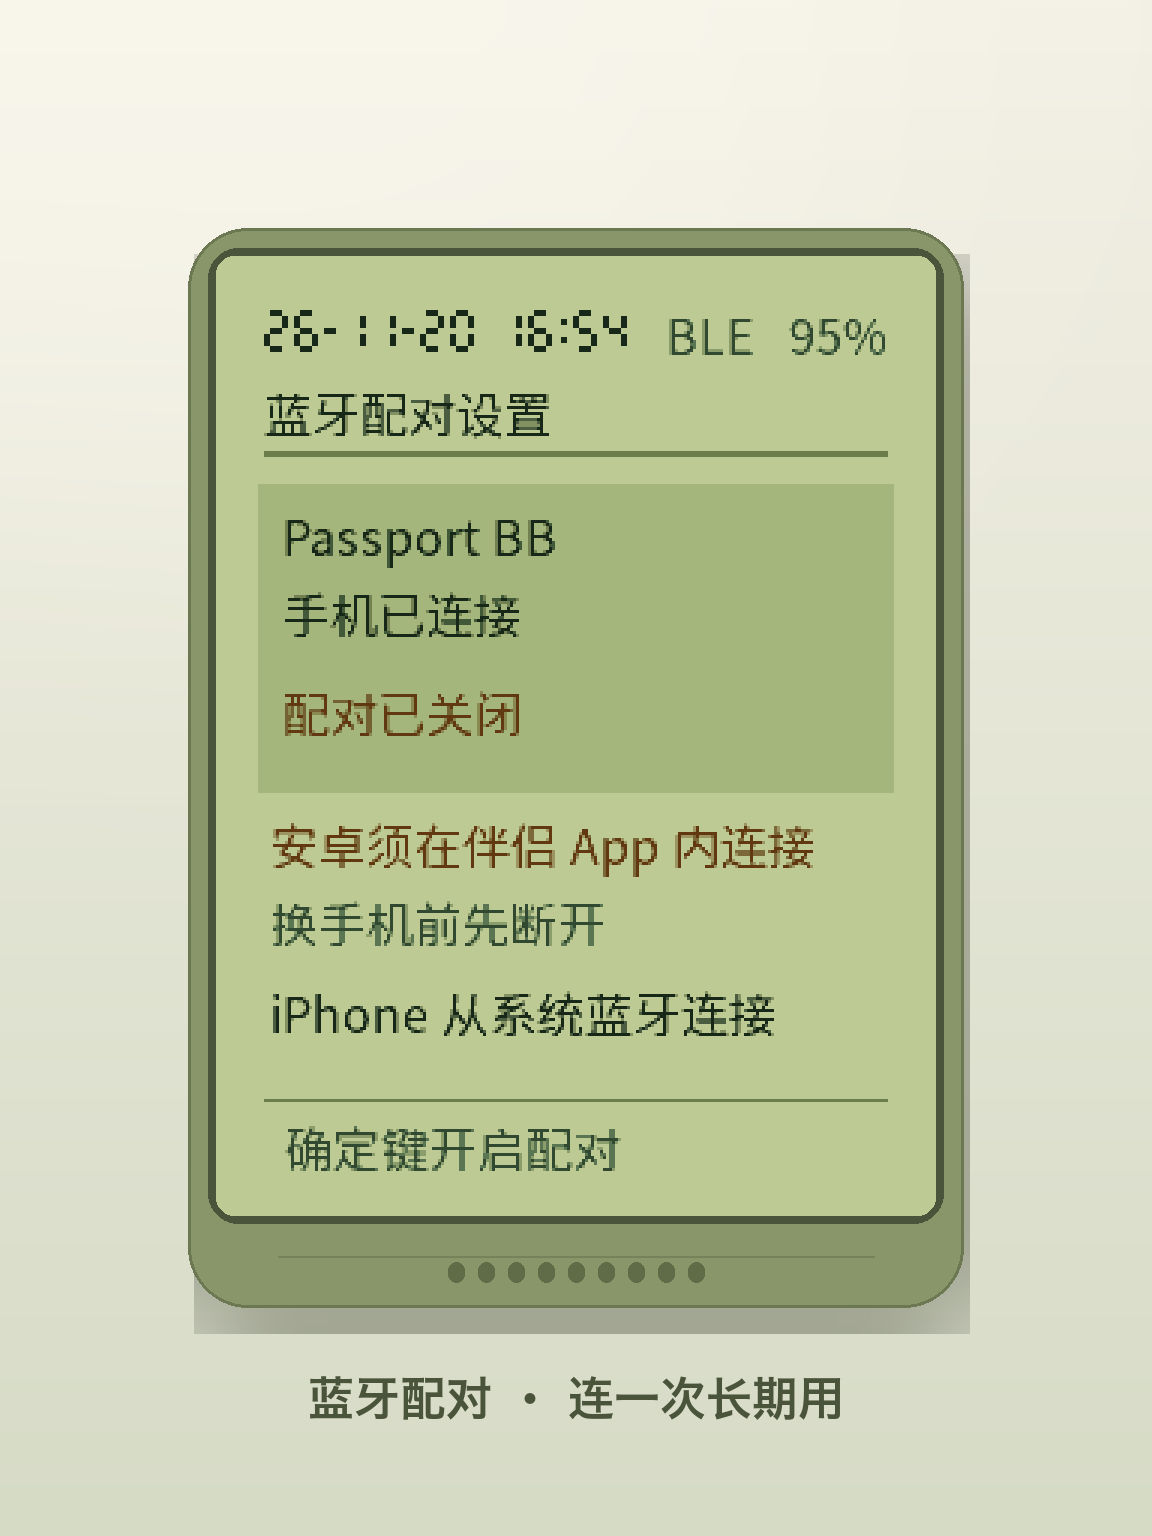 26-11-20 16:54 BLE 95%
蓝牙配对设置
Passport BB
手机已连接
配对已关闭
安卓须在伴侣 App 内连接
换手机前先断开
iPhone 从系统蓝牙连接
确定键开启配对
蓝牙配对 · 连一次长期用